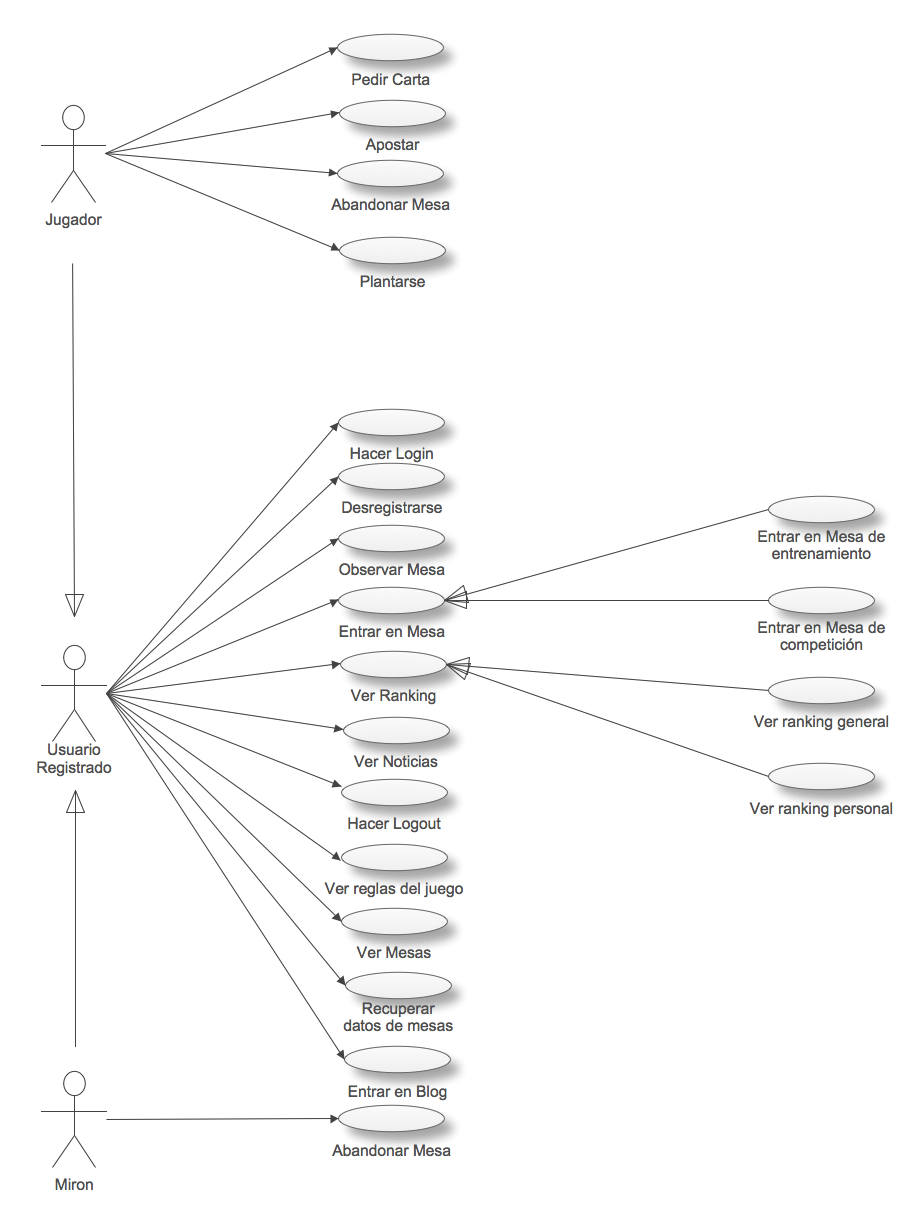 Pedir Carta
Apostar
Abandonar Mesa
Jugador
Plantarse
Hacer Login
Desregistrarse
Observar Mesa
Entrar en Mesa
Ver Ranking
Ver Noticias
Hacer Logout
Ver reglas del juego
Ver Mesas
Recuperar
datos de mesas
Entrar en Blog
Entrar en Mesa de
entrenamiento
Entrar en Mesa de
competición
Ver ranking general
Ver ranking personal
Usuario
Registrado
Abandonar Mesa
Miron